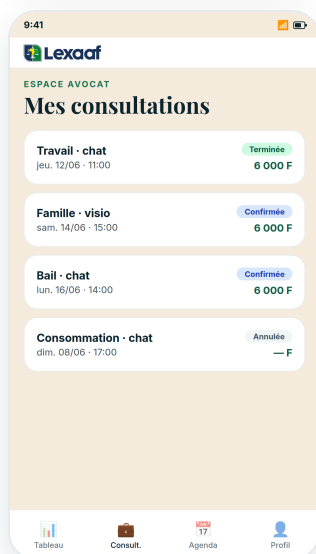 9:41
Lexaaf
ESPACE AVOCAT
Mes consultations
Travail · chat
Terminée
jeu. 12/06 · 11:00
6 000 F
Famille · visio
Confirmée
sam. 14/06 · 15:00
6 000 F
Bail · chat
Confirmée
lun. 16/06 · 14:00
6 000 F
Consommation · chat
Annulée
dim. 08/06 · 17:00
— F
Tableau
Consult.
Agenda
Profil